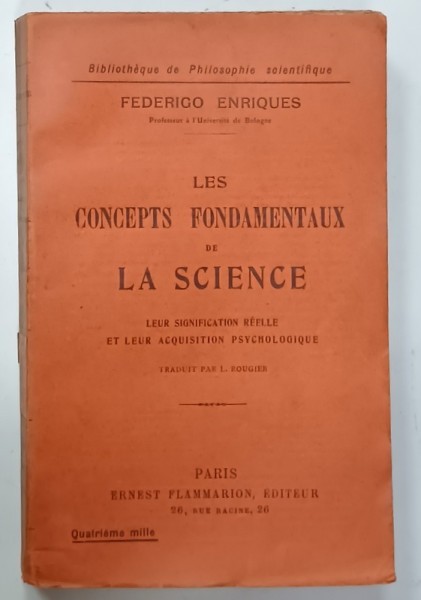 Bibliothèque de Philosophie scientifique
FEDERIGO ENRIQUES
Professeur à l'Université de Bologne
LES
CONCEPTS FONDAMENTAUX
DE
LA SCIENCE
LEUR SIGNIFICATION RÉELLE
ET LEUR ACQUISITION PSYCHOLOGIQUE
TRADUIT PAR L. ROUGIER
PARIS
ERNEST FLAMMARION, ÉDITEUR
26, RUE RACINE, 26
Quatrième mille